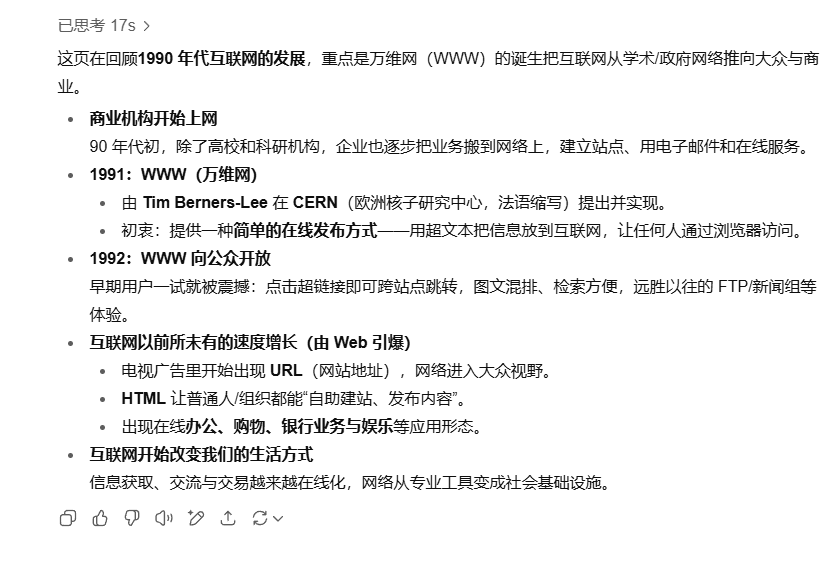 已思考 17s
这页在回顾1990 年代互联网的发展，重点是万维网（WWW）的诞生把互联网从学术/政府网络推向大众与商
业。
商业机构开始上网
90 年代初，除了高校和科研机构，企业也逐步把业务搬到网络上，建立站点、用电子邮件和在线服务。
1991：WWW（万维网）
由 Tim Berners-Lee 在 CERN（欧洲核子研究中心，法语缩写）提出并实现。
初衷：提供一种简单的在线发布方式——用超文本把信息放到互联网，让任何人通过浏览器访问。
1992：WWW 向公众开放
早期用户一试就被震撼：点击超链接即可跨站点跳转，图文混排、检索方便，远胜以往的 FTP/新闻组等
体验。
互联网以前所未有的速度增长（由 Web 引爆）
电视广告里开始出现 URL（网站地址），网络进入大众视野。
HTML 让普通人/组织都能“自助建站、发布内容”。
出现在线办公、购物、银行业务与娱乐等应用形态。
互联网开始改变我们的生活方式
信息获取、交流与交易越来越在线化，网络从专业工具变成社会基础设施。